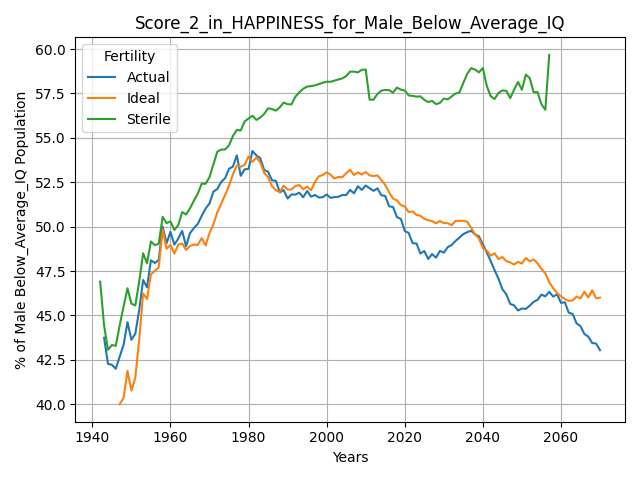 Score_2_in_HAPPINESS_for_Male_Below_Average_IQ
% of Male Below_Average_IQ Population
60.0
57.5
55.0
52.5
50.0
47.5
45.0
42.5
40.0
Fertility
Actual
Ideal
Sterile
1940 1960 1980 2000 2020 2040 2060
Years